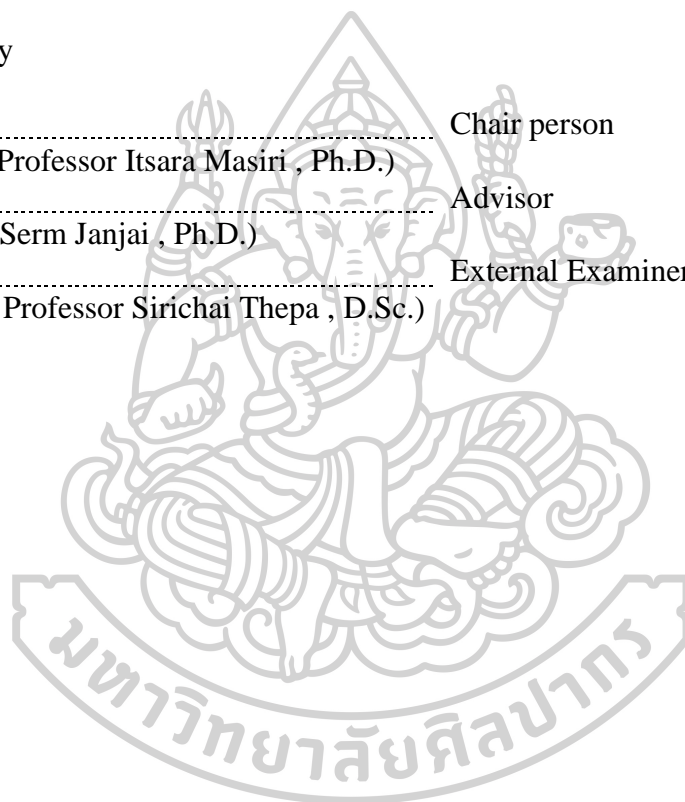 y
Chair person
Professor Itsara Masiri , Ph.D.)
Advisor
Serm Janjai , Ph.D.)
External Examiner
Professor Sirichai Thepa , D.Sc.)
มหาวิทยาลัยศิลปากร